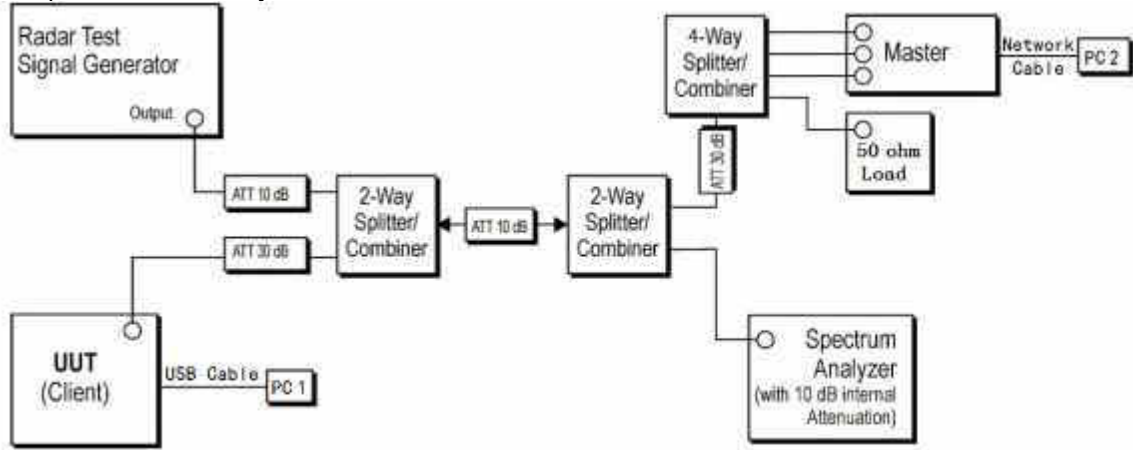 Radar Test
Signal Generator
Output
ATT 10 dB
ATT 30 dB
2-Way
Splitter/
Combiner
ATT 10 dB
2-Way
Splitter/
Combiner
ATT 30 dB
4-Way
Splitter/
Combiner
Master
Network
Cable
PC 2
50 ohm
Load
UUT
(Client)
USB Cable
PC 1
Spectrum
Analyzer
(with 10 dB internal
Attenuation)